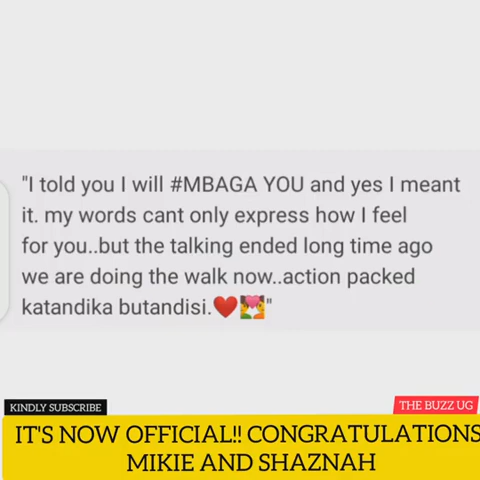 "I told you I will #MBAGA YOU and yes I meant
it. my words cant only express how I feel
for you..but the talking ended long time ago
we are doing the walk now..action packed
katandika butandisi.❤️💏"
KINDLY SUBSCRIBE
THE BUZZ UG
IT'S NOW OFFICIAL!! CONGRATULATIONS
MIKIE AND SHAZNAH